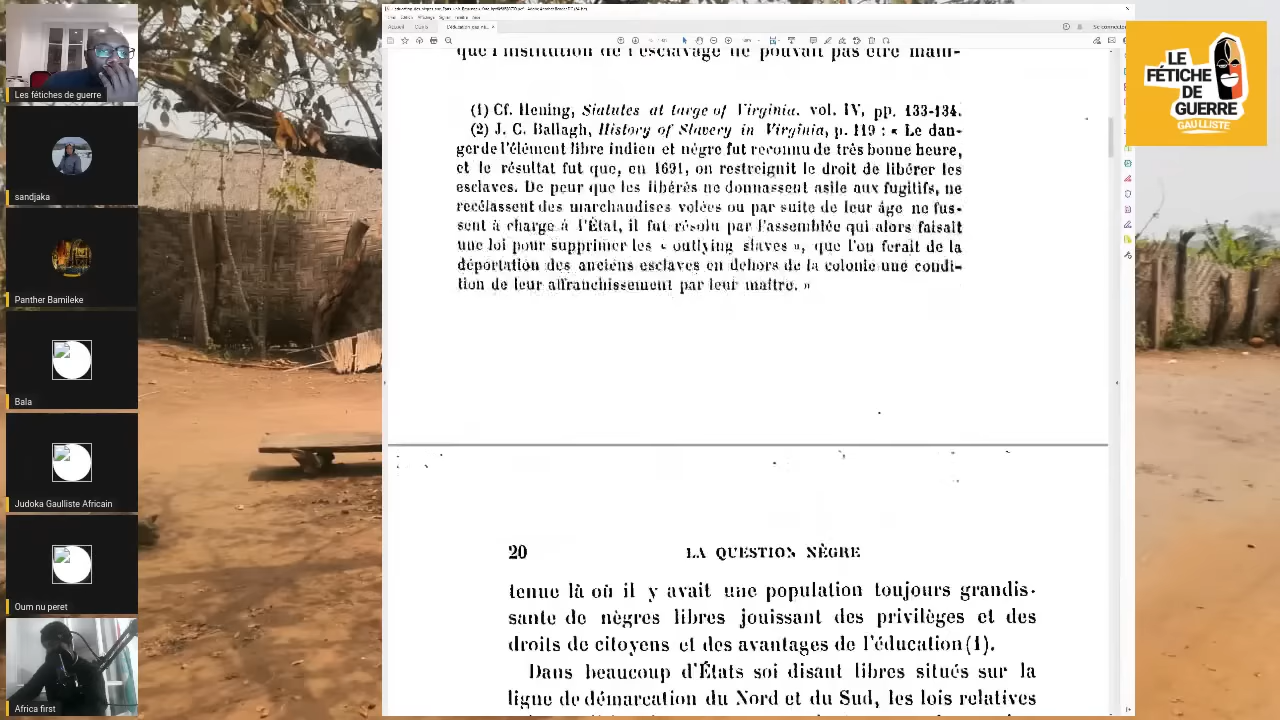 Les fétiches de guerre
sandjaka
Panther Bamileke
Bala
Judoka Gaulliste Africain
Oum nu peret
Africa first
Accueil
Outils
Se connecter
LE
FÉTICHE
DE
GUERRE
GAULLISTE
que l'institution de l'esclavage ne pouvait pas être main-
(1) Cf. Hening, Statutes at targe of Virginia. vol. IV, pp. 133-134.
(2) J. C. Ballagh, History of Slavery in Virginia, p. 119 : « Le dan-
ger de l'élément libre indien et nègre fut reconnu de très bonne heure,
et le résultat fut que, en 1691, on restreignit le droit de libérer les
esclaves. De peur que les libérés ne donnassent asile aux fugitifs, ne
recélassent des marchandises volées ou par suite de leur âge ne fus-
sent à charge à l'État, il fut résolu par l'assemblée qui alors faisait
une loi pour supprimer les « outlying slaves », que l'on ferait de la
déportation des anciens esclaves en dehors de la colonie une condi-
tion de leur affranchissement par leur maître. »
20 LA QUESTION NÈGRE
tenue là où il y avait une population toujours grandis-
sante de nègres libres jouissant des privilèges et des
droits de citoyens et des avantages de l'éducation (1).
Dans beaucoup d'États soi disant libres situés sur la
ligne de démarcation du Nord et du Sud, les lois relatives